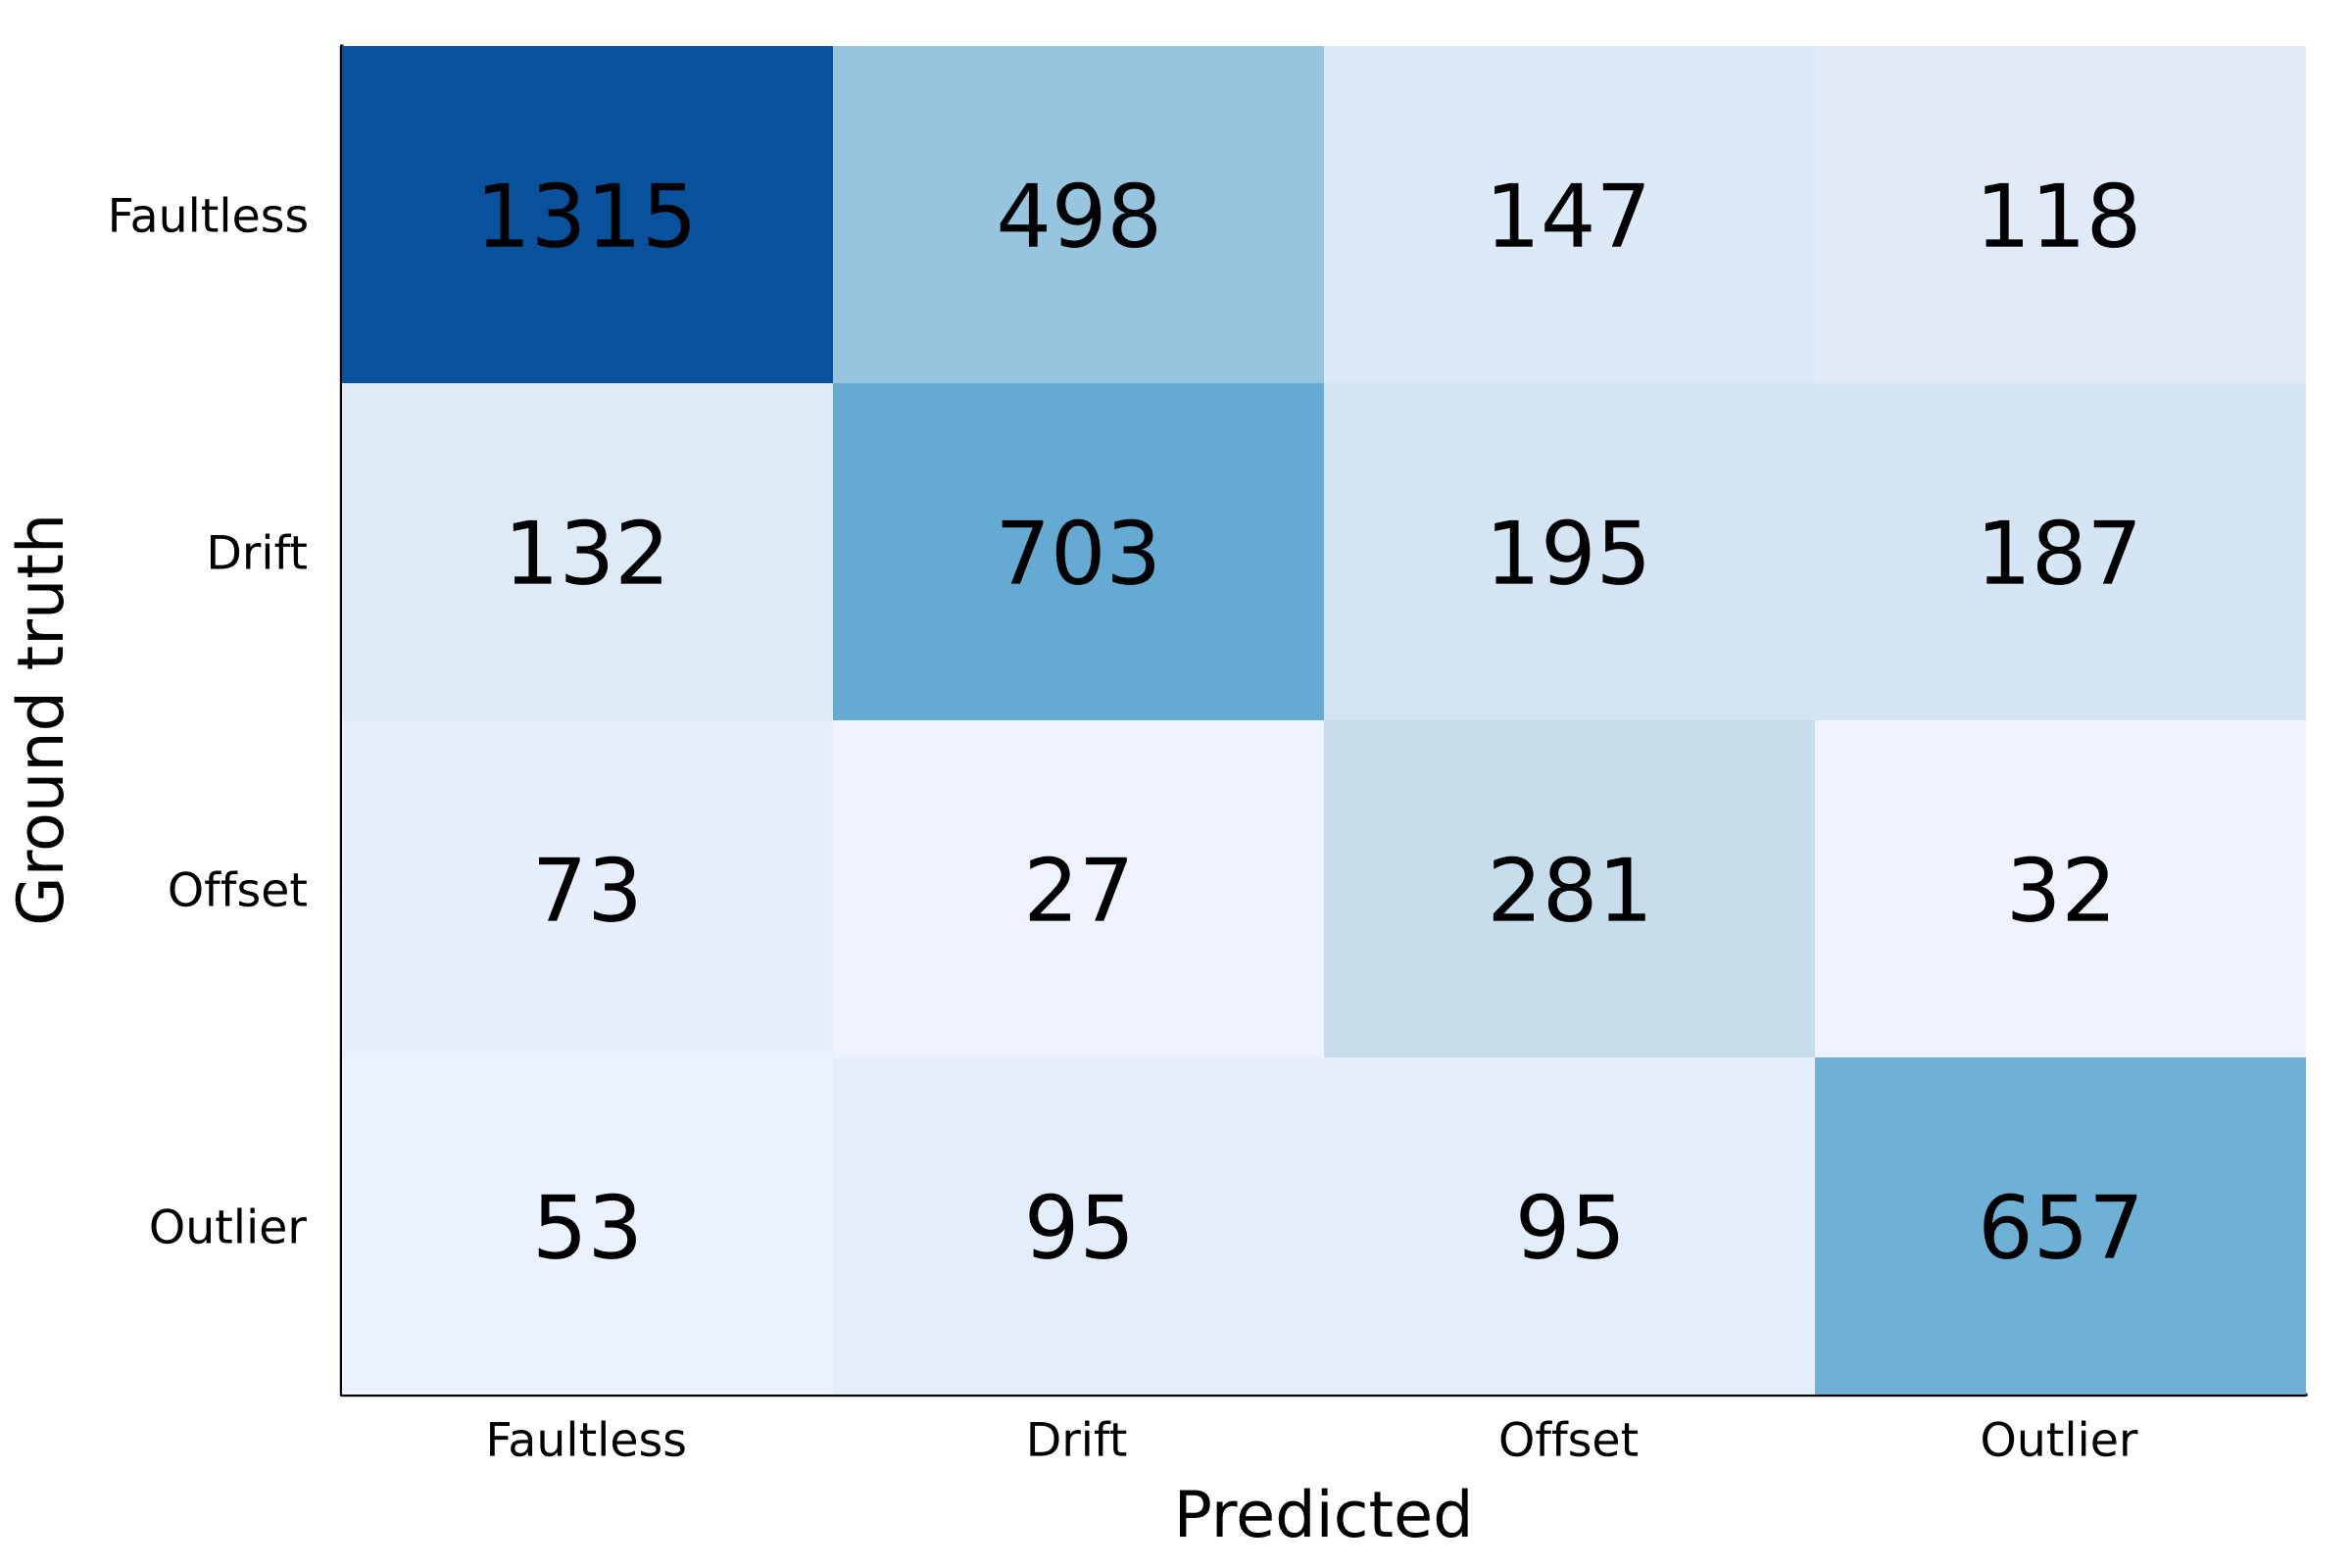 Ground truth
Faultless 1315 498 147 118
Drift 132 703 195 187
Offset 73 27 281 32
Outlier 53 95 95 657
Faultless Drift Offset Outlier
Predicted